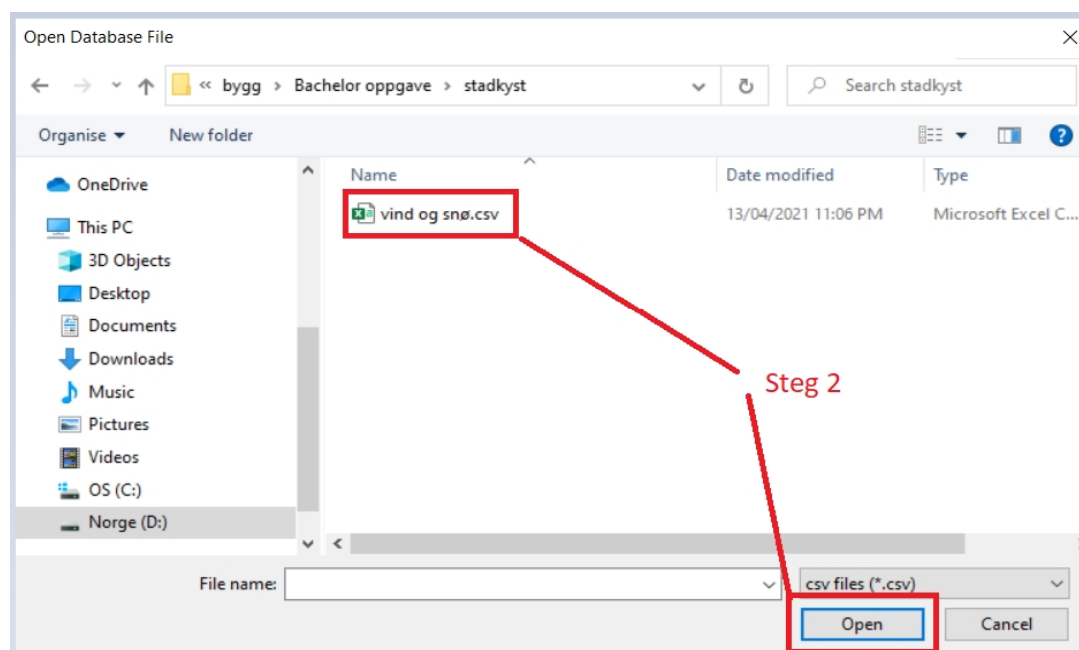 Open Database File
« bygg › Bachelor oppgave › stadkyst
Search stadkyst
Organise
New folder
Name
Date modified
Type
vind og snø.csv
13/04/2021 11:06 PM
Microsoft Excel C...
OneDrive
This PC
3D Objects
Desktop
Documents
Downloads
Music
Pictures
Videos
OS (C:)
Norge (D:)
Steg 2
File name:
csv files (*.csv)
Open
Cancel